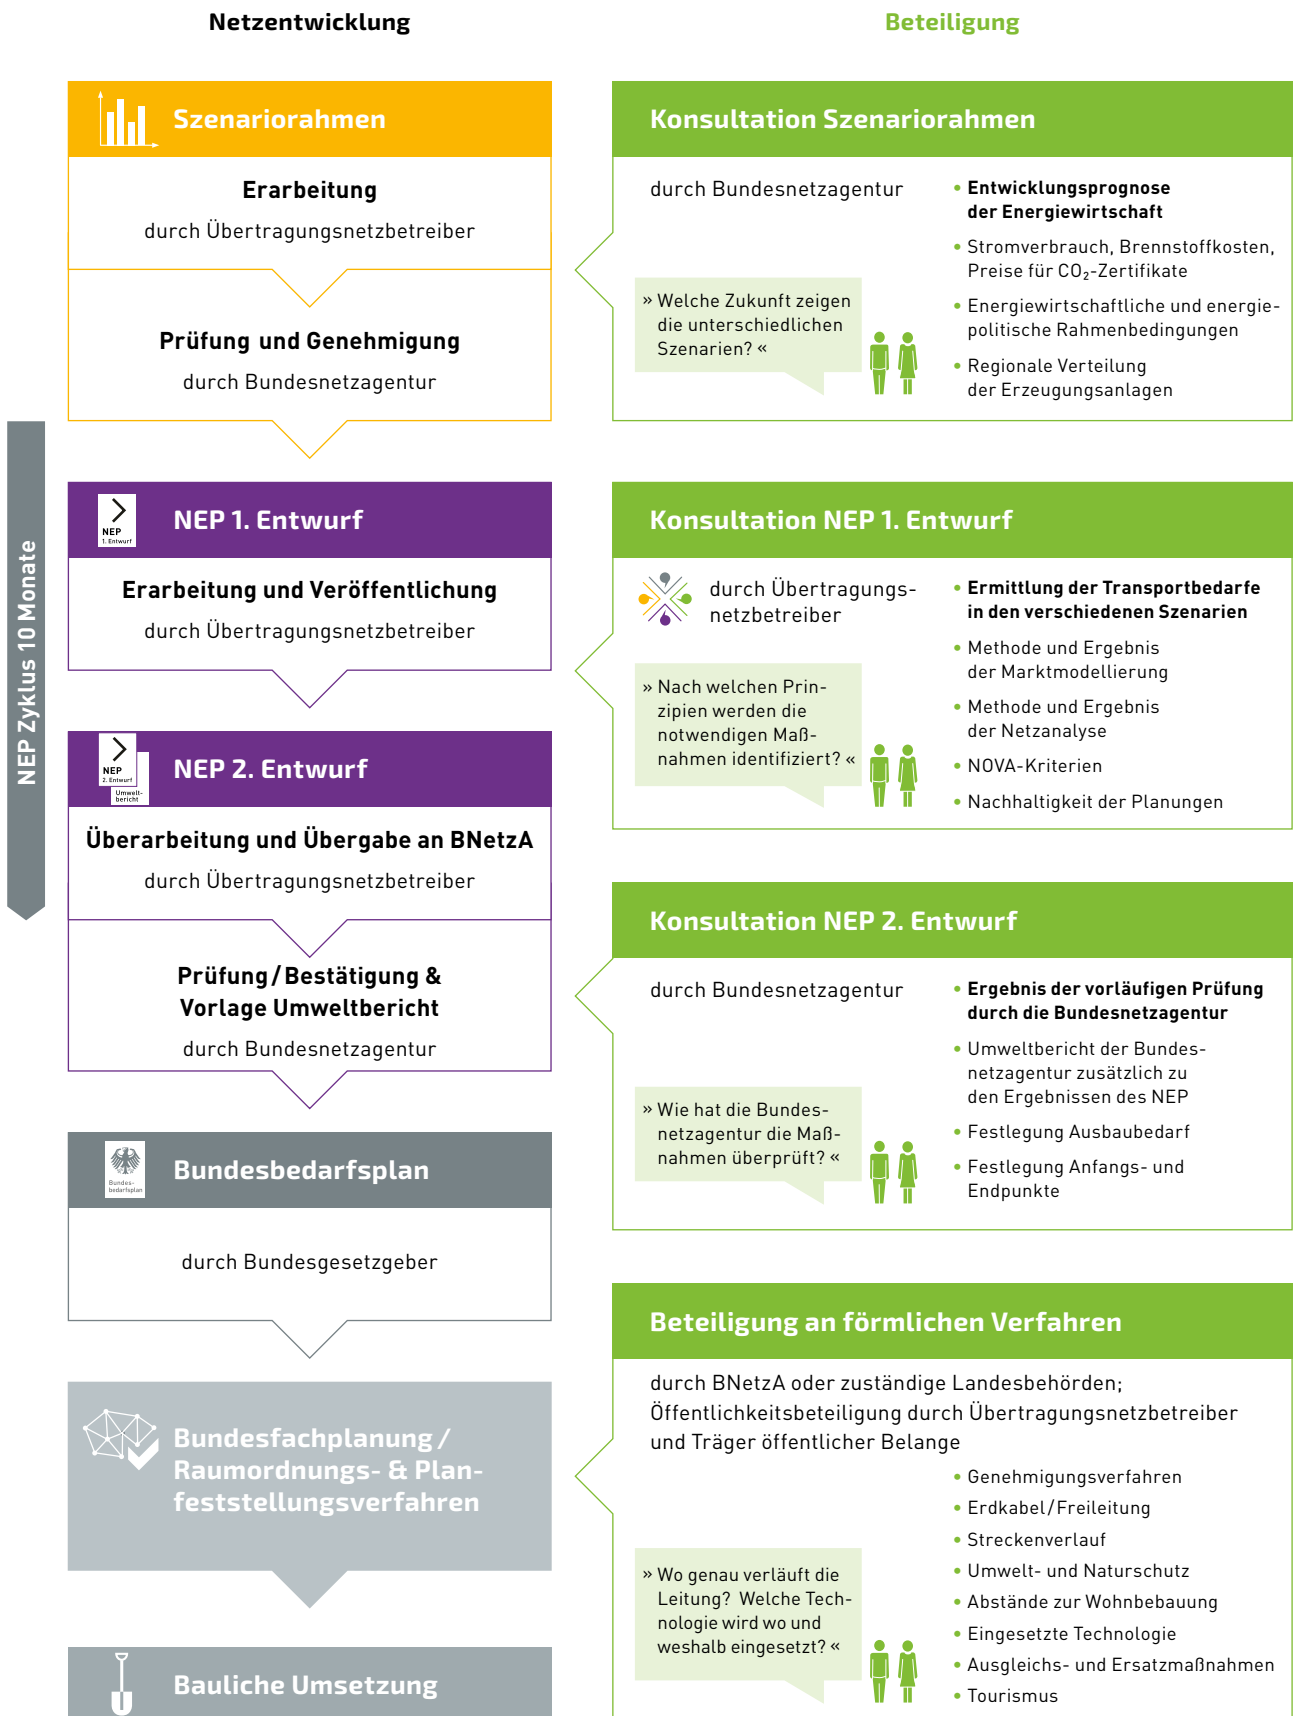 Netzentwicklung
Beteiligung
Szenariorahmen
Erarbeitung
durch Übertragungsnetzbetreiber
Prüfung und Genehmigung
durch Bundesnetzagentur
Konsultation Szenariorahmen
durch Bundesnetzagentur
» Welche Zukunft zeigen
die unterschiedlichen
Szenarien? «
• Entwicklungsprognose
der Energiewirtschaft
• Stromverbrauch, Brennstoffkosten,
Preise für CO₂-Zertifikate
• Energiewirtschaftliche und energie-
politische Rahmenbedingungen
• Regionale Verteilung
der Erzeugungsanlagen
NEP Zyklus 10 Monate
NEP
1. Entwurf
NEP 1. Entwurf
Erarbeitung und Veröffentlichung
durch Übertragungsnetzbetreiber
Konsultation NEP 1. Entwurf
durch Übertragungs-
netzbetreiber
» Nach welchen Prin-
zipien werden die
notwendigen Maß-
nahmen identifiziert? «
• Ermittlung der Transportbedarfe
in den verschiedenen Szenarien
• Methode und Ergebnis
der Marktmodellierung
• Methode und Ergebnis
der Netzanalyse
• NOVA-Kriterien
• Nachhaltigkeit der Planungen
NEP
2. Entwurf
Umwelt-
bericht
NEP 2. Entwurf
Überarbeitung und Übergabe an BNetzA
durch Übertragungsnetzbetreiber
Prüfung / Bestätigung &
Vorlage Umweltbericht
durch Bundesnetzagentur
Konsultation NEP 2. Entwurf
durch Bundesnetzagentur
» Wie hat die Bundes-
netzagentur die Maß-
nahmen überprüft? «
• Ergebnis der vorläufigen Prüfung
durch die Bundesnetzagentur
• Umweltbericht der Bundes-
netzagentur zusätzlich zu
den Ergebnissen des NEP
• Festlegung Ausbaubedarf
• Festlegung Anfangs- und
Endpunkte
Bundes-
bedarfsplan
Bundesbedarfsplan
durch Bundesgesetzgeber
Bundesfachplanung /
Raumordnungs- & Plan-
feststellungsverfahren
Bauliche Umsetzung
Beteiligung an förmlichen Verfahren
durch BNetzA oder zuständige Landesbehörden;
Öffentlichkeitsbeteiligung durch Übertragungsnetzbetreiber
und Träger öffentlicher Belange
» Wo genau verläuft die
Leitung? Welche Tech-
nologie wird wo und
weshalb eingesetzt? «
• Genehmigungsverfahren
• Erdkabel / Freileitung
• Streckenverlauf
• Umwelt- und Naturschutz
• Abstände zur Wohnbebauung
• Eingesetzte Technologie
• Ausgleichs- und Ersatzmaßnahmen
• Tourismus